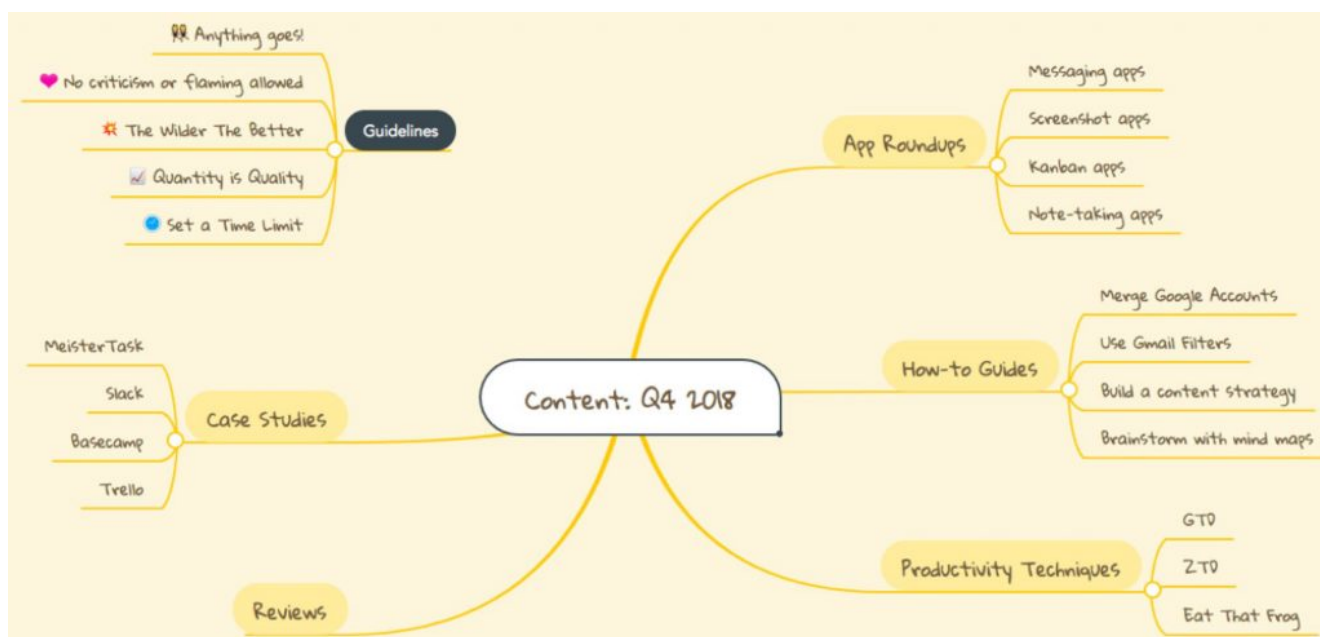 Anything goes!
No criticism or flaming allowed
The Wilder The Better
Quantity is Quality
Set a Time Limit
Guidelines
App Roundups
Messaging apps
Screenshot apps
Kanban apps
Note-taking apps
Content: Q4 2018
How-to Guides
Merge Google Accounts
Use Gmail Filters
Build a content strategy
Brainstorm with mind maps
MeisterTask
Slack
Basecamp
Trello
Case Studies
Productivity Techniques
GTD
ZTD
Eat That Frog
Reviews